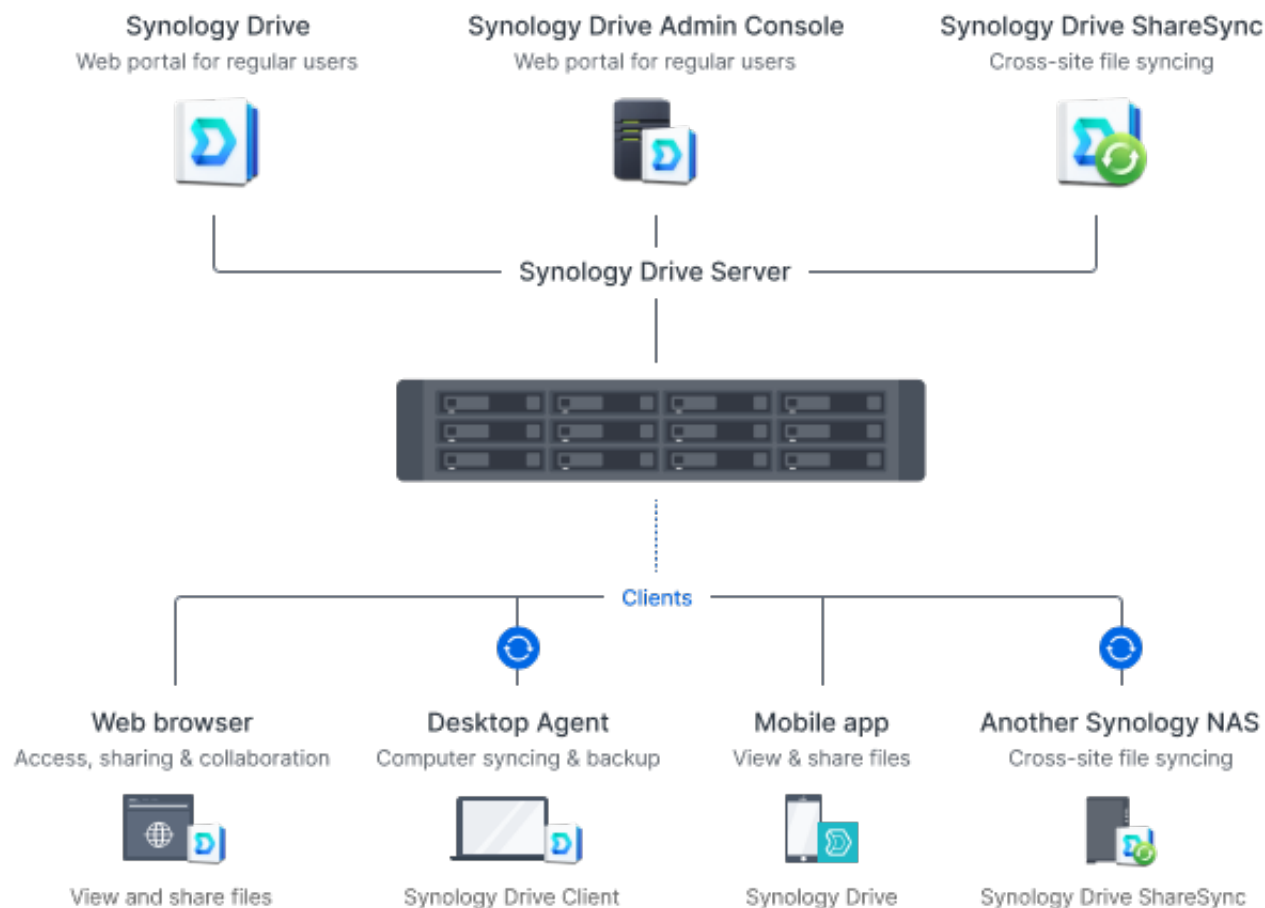 Synology Drive
Web portal for regular users
Synology Drive Admin Console
Web portal for regular users
Synology Drive ShareSync
Cross-site file syncing
Synology Drive Server
Clients
Web browser
Access, sharing & collaboration
View and share files
Desktop Agent
Computer syncing & backup
Synology Drive Client
Mobile app
View & share files
Synology Drive
Another Synology NAS
Cross-site file syncing
Synology Drive ShareSync